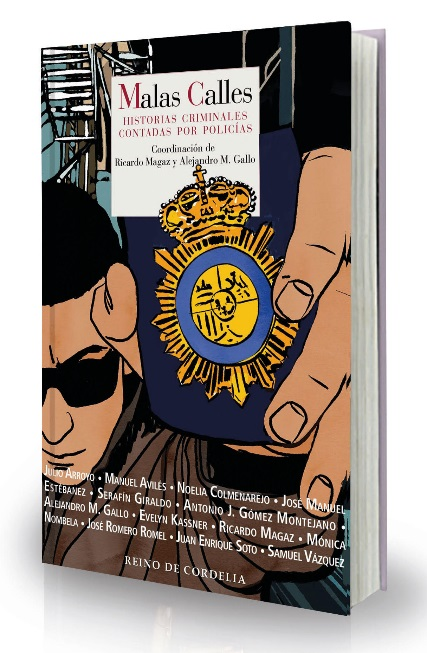 Malas Calles
HISTORIAS CRIMINALES
CONTADAS POR POLICÍAS
Coordinación de
Ricardo Magaz y Alejandro M. Gallo
JULIO ARROYO • MANUEL AVILÉS • NOELIA COLMENAREJO • JOSÉ MANUEL
ESTÉBANEZ • SERAFÍN GIRALDO • ANTONIO J. GÓMEZ MONTEJANO •
ALEJANDRO M. GALLO • EVELYN KASSNER • RICARDO MAGAZ • MÓNICA
NOMBELA • JOSÉ ROMERO ROMEL • JUAN ENRIQUE SOTO • SAMUEL VÁZQUEZ
REINO DE CORDELIA